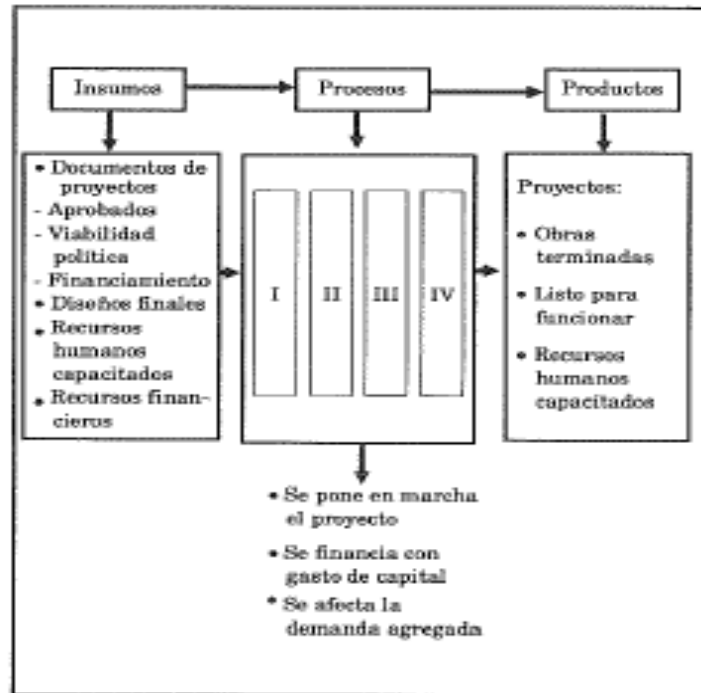 Insumos
Procesos
Productos
• Documentos de
proyectos
- Aprobados
- Viabilidad
política
- Financiamiento
• Diseños finales
• Recursos
humanos
capacitados
• Recursos finan-
cieros
I
II
III
IV
Proyectos:
• Obras
terminadas
• Listo para
funcionar
• Recursos
humanos
capacitados
• Se pone en marcha
el proyecto
• Se financia con
gasto de capital
• Se afecta la
demanda agregada